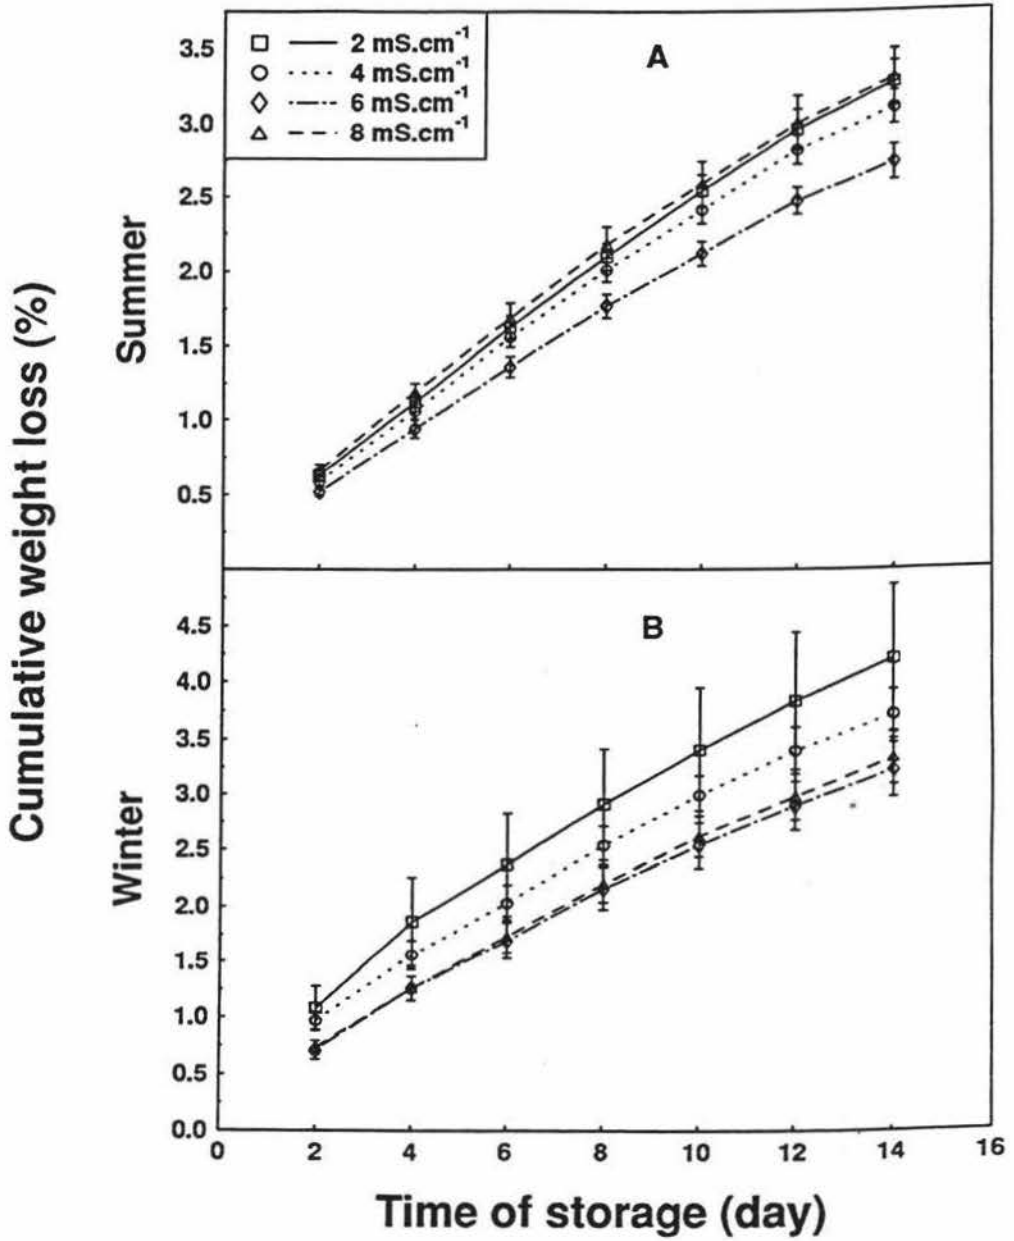 2 mS.cm⁻¹
4 mS.cm⁻¹
6 mS.cm⁻¹
8 mS.cm⁻¹
A
3.5
3.0
2.5
2.0
1.5
1.0
0.5
Summer
Cumulative weight loss (%)
B
4.5
4.0
3.5
3.0
2.5
2.0
1.5
1.0
0.5
0.0
Winter
0 2 4 6 8 10 12 14 16
Time of storage (day)